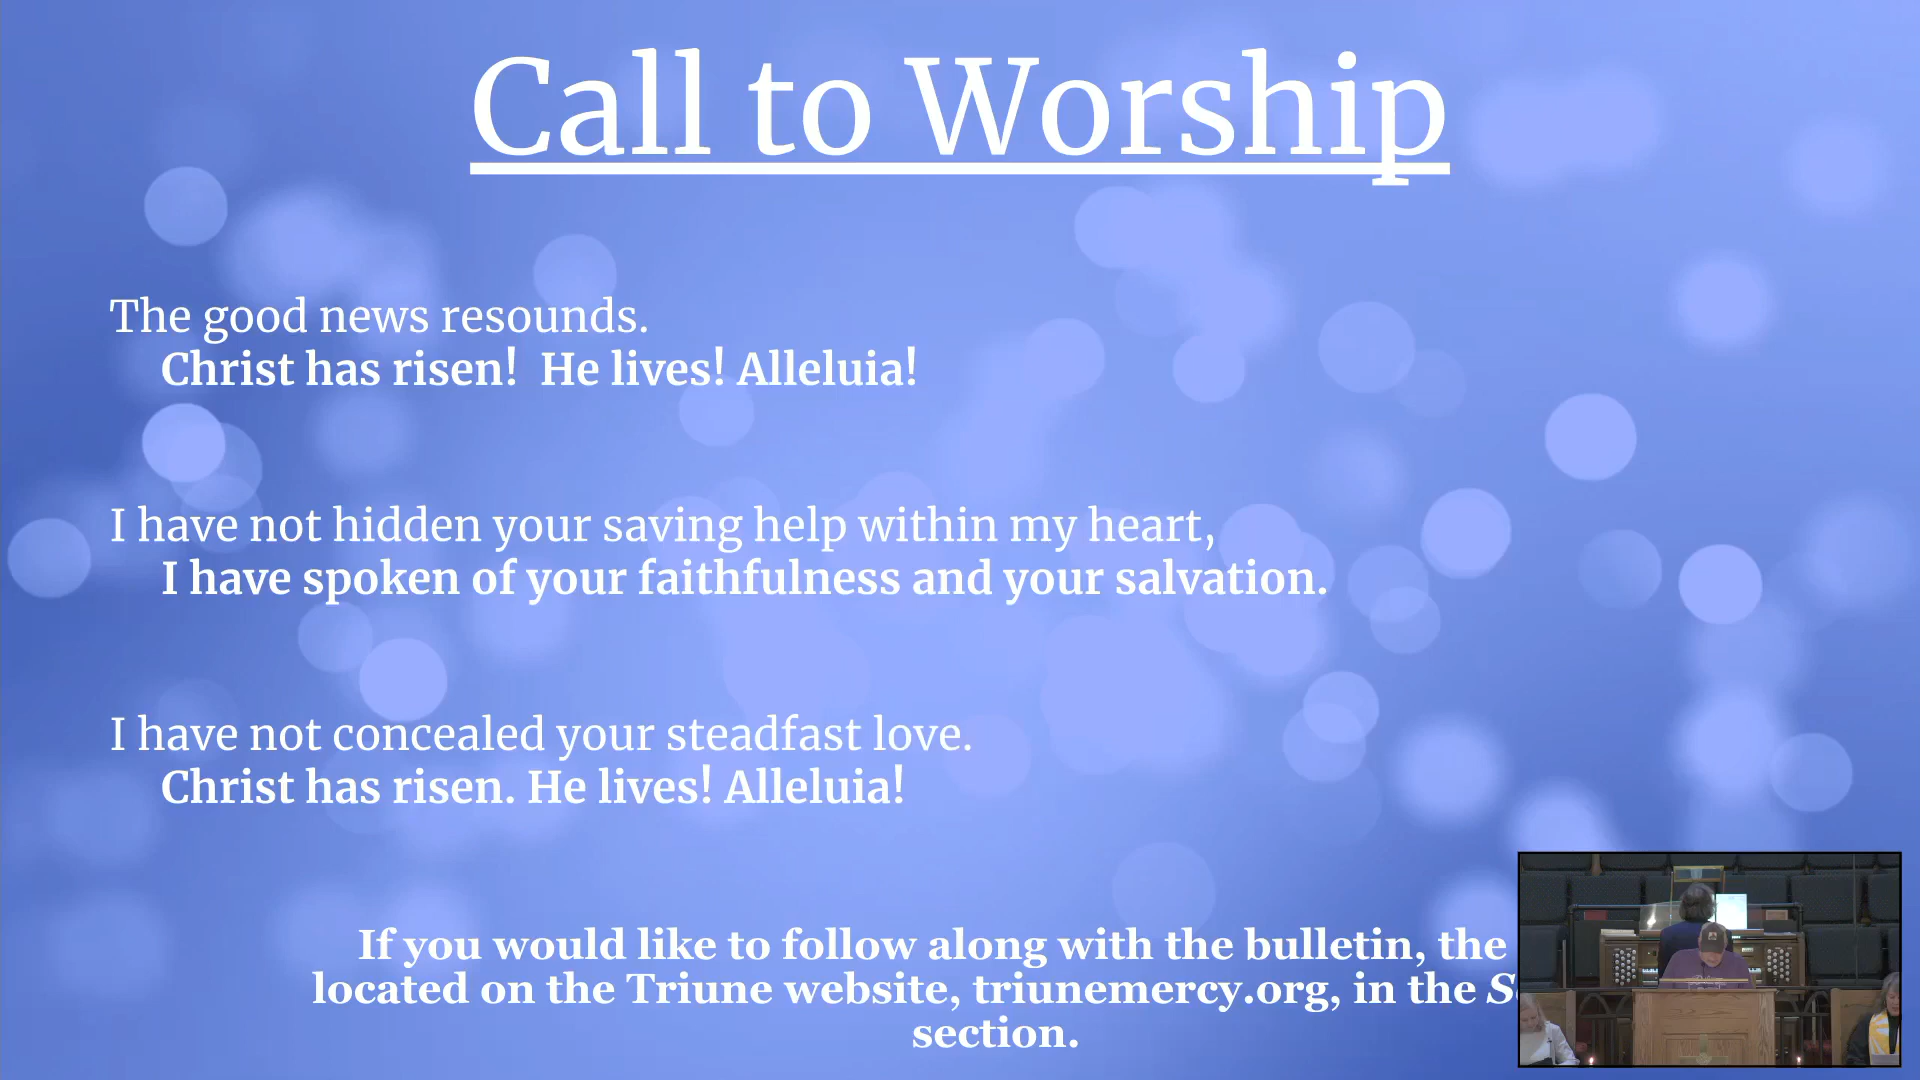 Call to Worship
The good news resounds.
Christ has risen!  He lives! Alleluia!
I have not hidden your saving help within my heart,
I have spoken of your faithfulness and your salvation.
I have not concealed your steadfast love.
Christ has risen. He lives! Alleluia!
If you would like to follow along with the bulletin, the
located on the Triune website, triunemercy.org, in the
section.